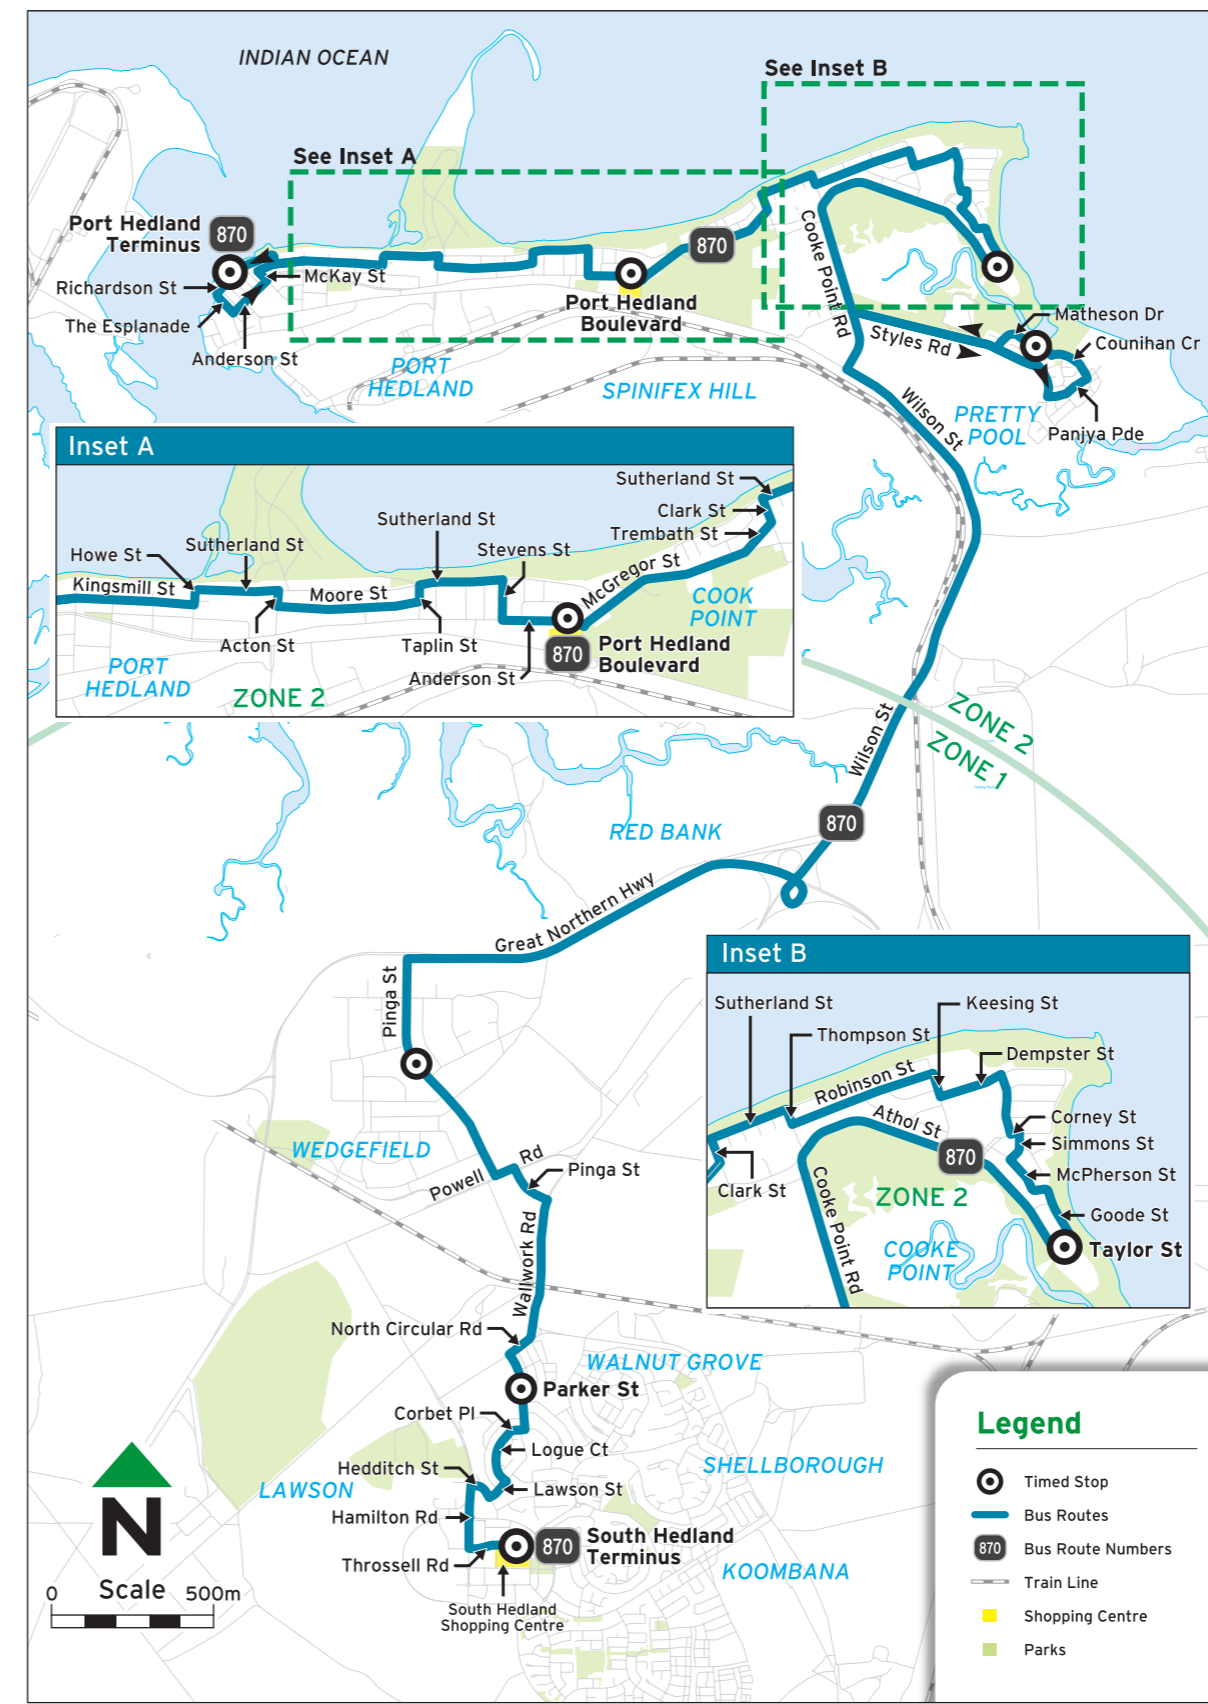 INDIAN OCEAN
See Inset B
See Inset A
Port Hedland
Terminus
870
870
Richardson St
McKay St
The Esplanade
Anderson St
Port Hedland
Boulevard
Cooke Point Rd
Styles Rd
Matheson Dr
Counihan Cr
Panjya Pde
PORT
HEDLAND
SPINIFEX HILL
Wilson St
PRETTY
POOL
Inset A
Sutherland St
Clark St
Trembath St
Sutherland St
Stevens St
Howe St
Sutherland St
Kingsmill St
Moore St
McGregor St
COOK
POINT
Acton St
Taplin St
Anderson St
870
Port Hedland
Boulevard
PORT
HEDLAND
ZONE 2
ZONE 2
ZONE 1
Wilson St
870
RED BANK
Great Northern Hwy
Pinga St
Inset B
Sutherland St
Keesing St
Thompson St
Dempster St
Robinson St
Athol St
Corney St
Simmons St
870
McPherson St
Clark St
ZONE 2
Goode St
Cooke Point Rd
COOKE
POINT
Taylor St
WEDGEFIELD
Powell Rd
Pinga St
Wallwork Rd
North Circular Rd
WALNUT GROVE
Parker St
Corbet Pl
Logue Ct
Hedditch St
SHELLBOROUGH
LAWSON
Lawson St
Hamilton Rd
South Hedland
Terminus
870
Throssell Rd
KOOMBANA
South Hedland
Shopping Centre
N
0 Scale 500m
Legend
Timed Stop
Bus Routes
870 Bus Route Numbers
Train Line
Shopping Centre
Parks